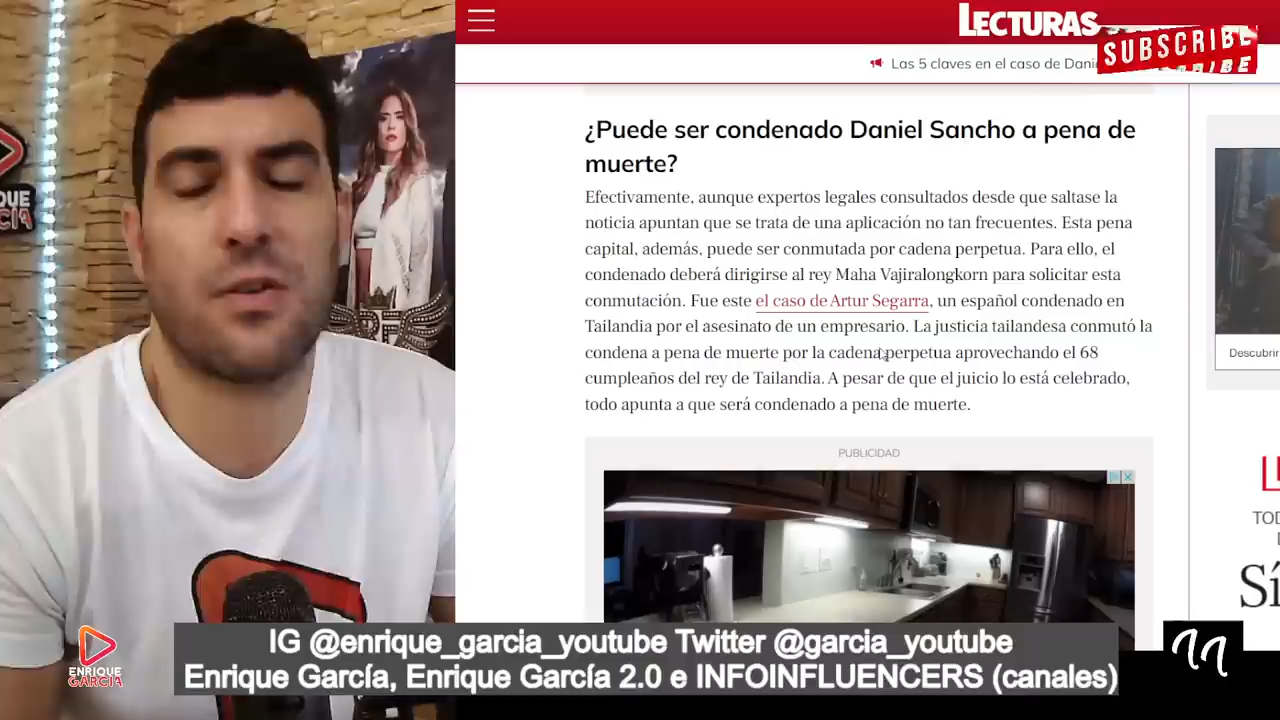 LECTURAS
SUBSCRIBE
Las 5 claves en el caso de Danie
¿Puede ser condenado Daniel Sancho a pena de
muerte?
Efectivamente, aunque expertos legales consultados desde que saltase la
noticia apuntan que se trata de una aplicación no tan frecuentes. Esta pena
capital, además, puede ser conmutada por cadena perpetua. Para ello, el
condenado deberá dirigirse al rey Maha Vajiralongkorn para solicitar esta
conmutación. Fue este el caso de Artur Segarra, un español condenado en
Tailandia por el asesinato de un empresario. La justicia tailandesa conmutó la
condena a pena de muerte por la cadena perpetua aprovechando el 68
cumpleaños del rey de Tailandia. A pesar de que el juicio lo está celebrado,
todo apunta a que será condenado a pena de muerte.
Descubrir
PUBLICIDAD
TOD
Sí
IG @enrique_garcia_youtube Twitter @garcia_youtube
Enrique García, Enrique García 2.0 e INFOINFLUENCERS (canales)
ENRIQUE
GARCIA